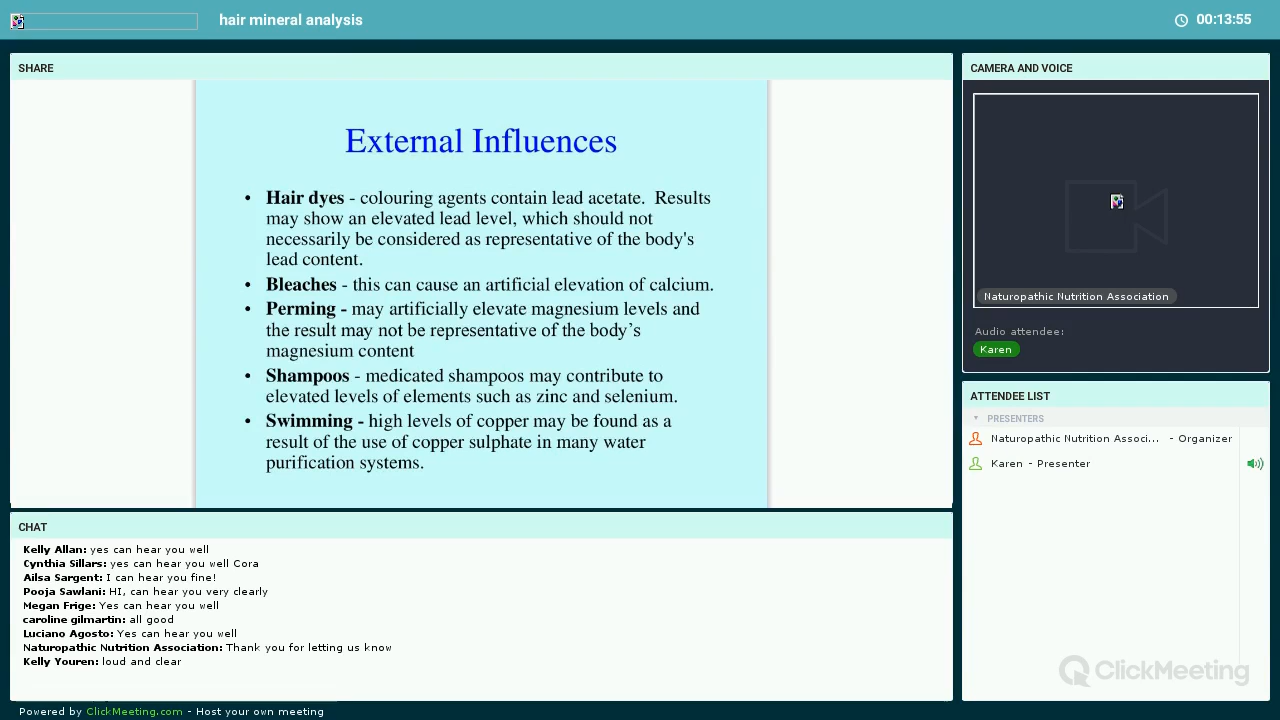 hair mineral analysis
00:13:55
SHARE
External Influences
• Hair dyes - colouring agents contain lead acetate. Results
may show an elevated lead level, which should not
necessarily be considered as representative of the body's
lead content.
• Bleaches - this can cause an artificial elevation of calcium.
• Perming - may artificially elevate magnesium levels and
the result may not be representative of the body's
magnesium content
• Shampoos - medicated shampoos may contribute to
elevated levels of elements such as zinc and selenium.
• Swimming - high levels of copper may be found as a
result of the use of copper sulphate in many water
purification systems.
CHAT
Kelly Allan: yes can hear you well
Cynthia Sillars: yes can hear you well Cora
Ailsa Sargent: I can hear you fine!
Pooja Sawlani: HI, can hear you very clearly
Megan Frige: Yes can hear you well
caroline gilmartin: all good
Luciano Agosto: Yes can hear you well
Naturopathic Nutrition Association: Thank you for letting us know
Kelly Youren: loud and clear
CAMERA AND VOICE
Naturopathic Nutrition Association
Audio attendee:
Karen
ATTENDEE LIST
PRESENTERS
Naturopathic Nutrition Associ... - Organizer
Karen - Presenter
ClickMeeting
Powered by ClickMeeting.com - Host your own meeting